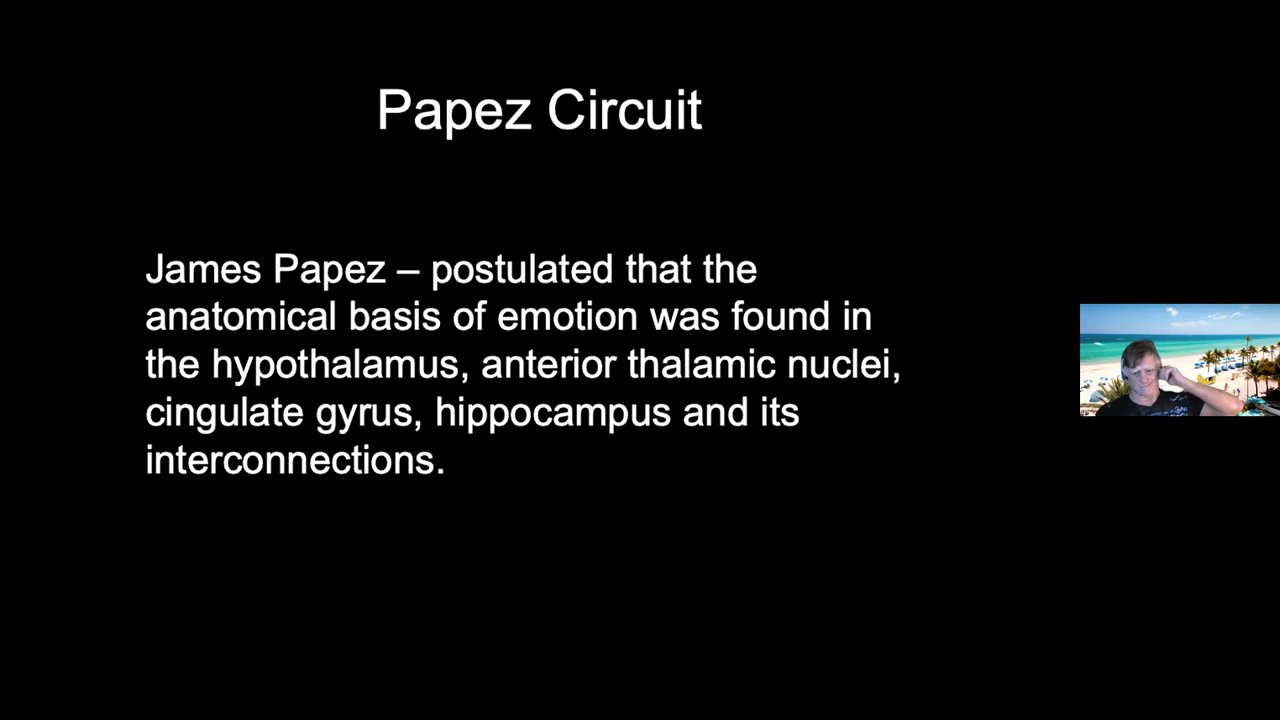 Papez Circuit
James Papez – postulated that the
anatomical basis of emotion was found in
the hypothalamus, anterior thalamic nuclei,
cingulate gyrus, hippocampus and its
interconnections.